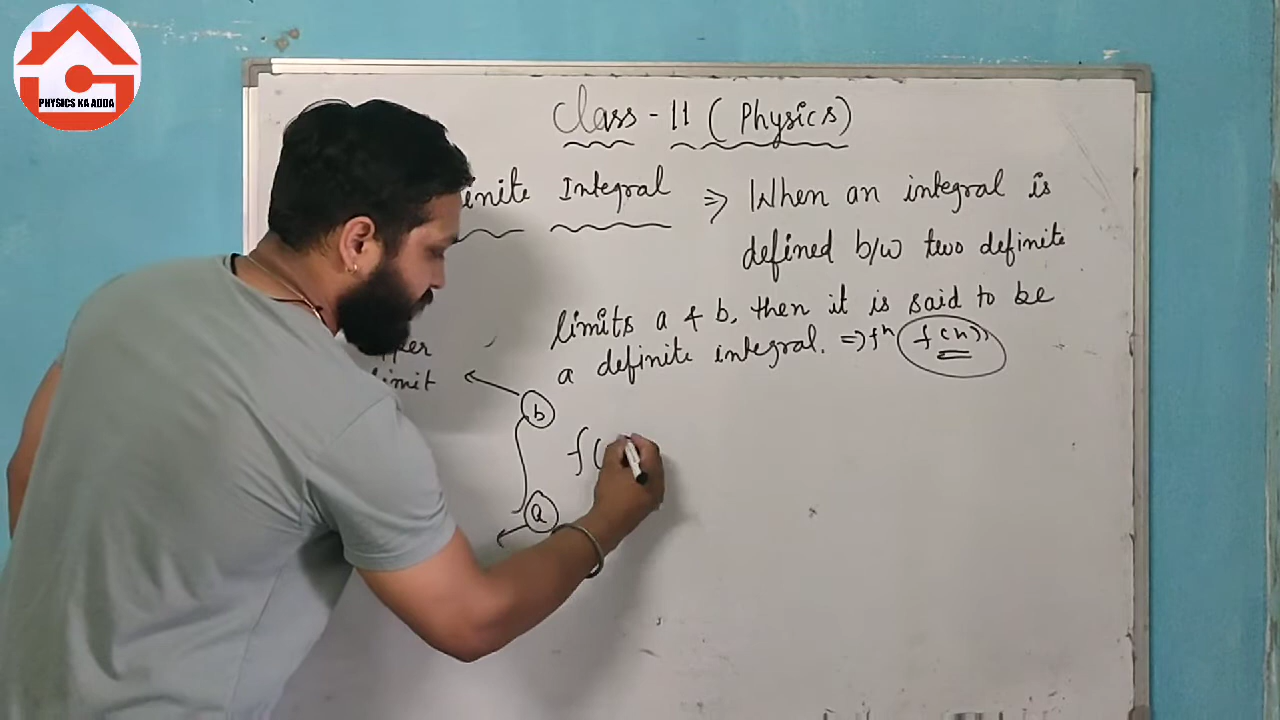 PHYSICS KA ADDA
Class - 11 (Physics)
inite Integral ⇒ When an integral is
defined b/w two definite
limits a & b, then it is said to be
a definite integral. ⇒ fⁿ f(x)
limit
b
f(
a